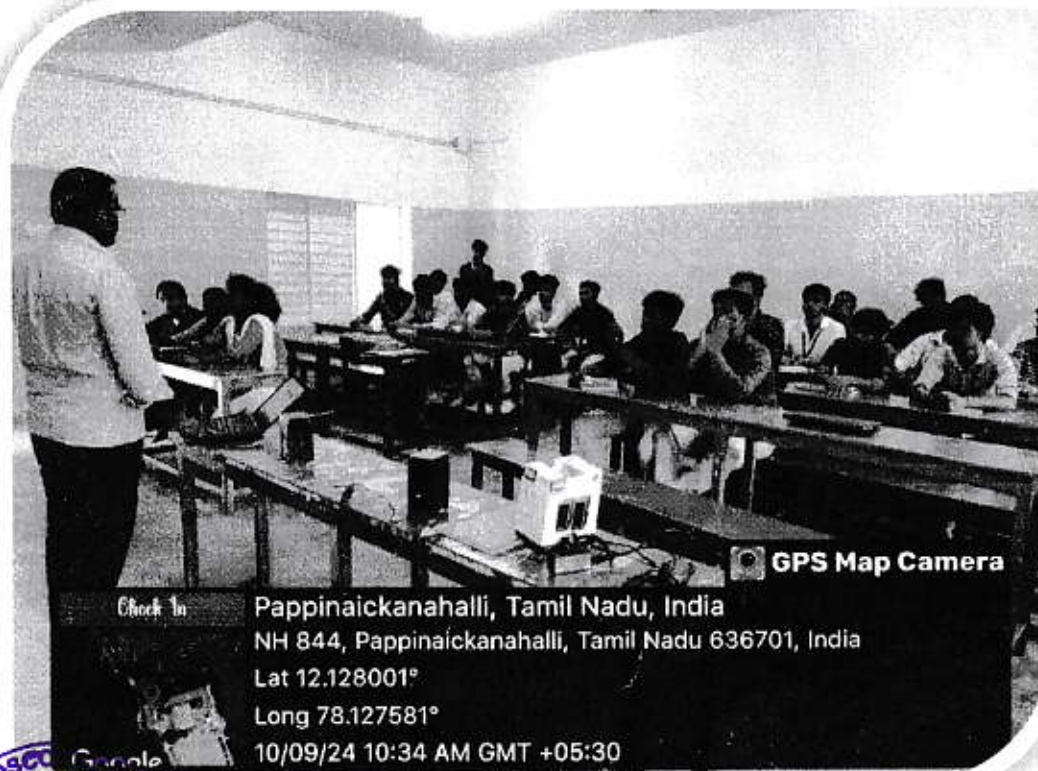 GPS Map Camera
Check In
Pappinaickanahalli, Tamil Nadu, India
NH 844, Pappinaickanahalli, Tamil Nadu 636701, India
Lat 12.128001°
Long 78.127581°
10/09/24 10:34 AM GMT +05:30
Google